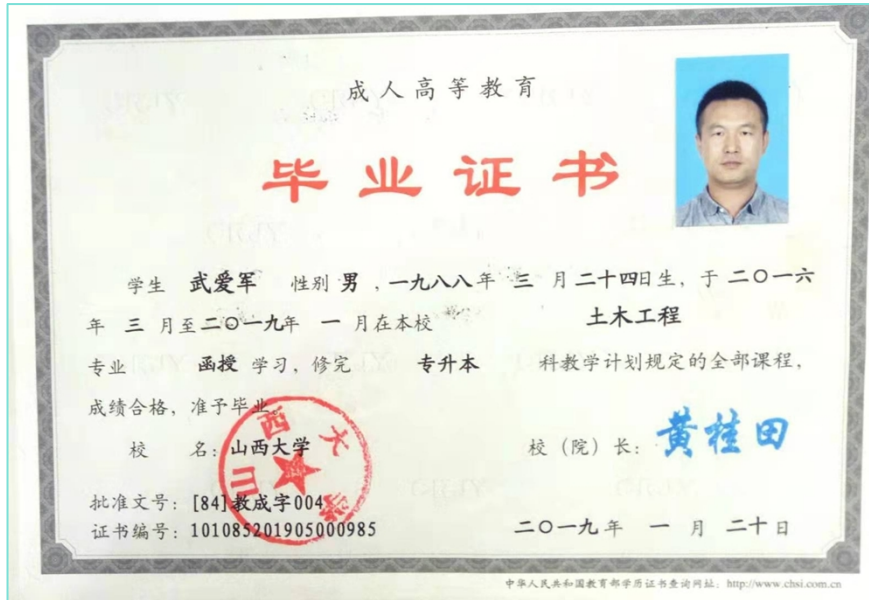 成人高等教育
毕业证书
学生 武爱军 性别 男 ，一九八八年 三 月 二十四日生，于 二〇一六
年 三 月至 二〇一九年 一 月在本校 土木工程
专业 函授 学习，修完 专升本 科教学计划规定的全部课程，
成绩合格，准予毕业。
校 名：山西大学 校（院）长：黄桂田
山西大学
批准文号：[84]教成字004
证书编号：101085201905000985 二〇一九年 一 月 二十日
中华人民共和国教育部学历证书查询网址：http://www.chsi.com.cn